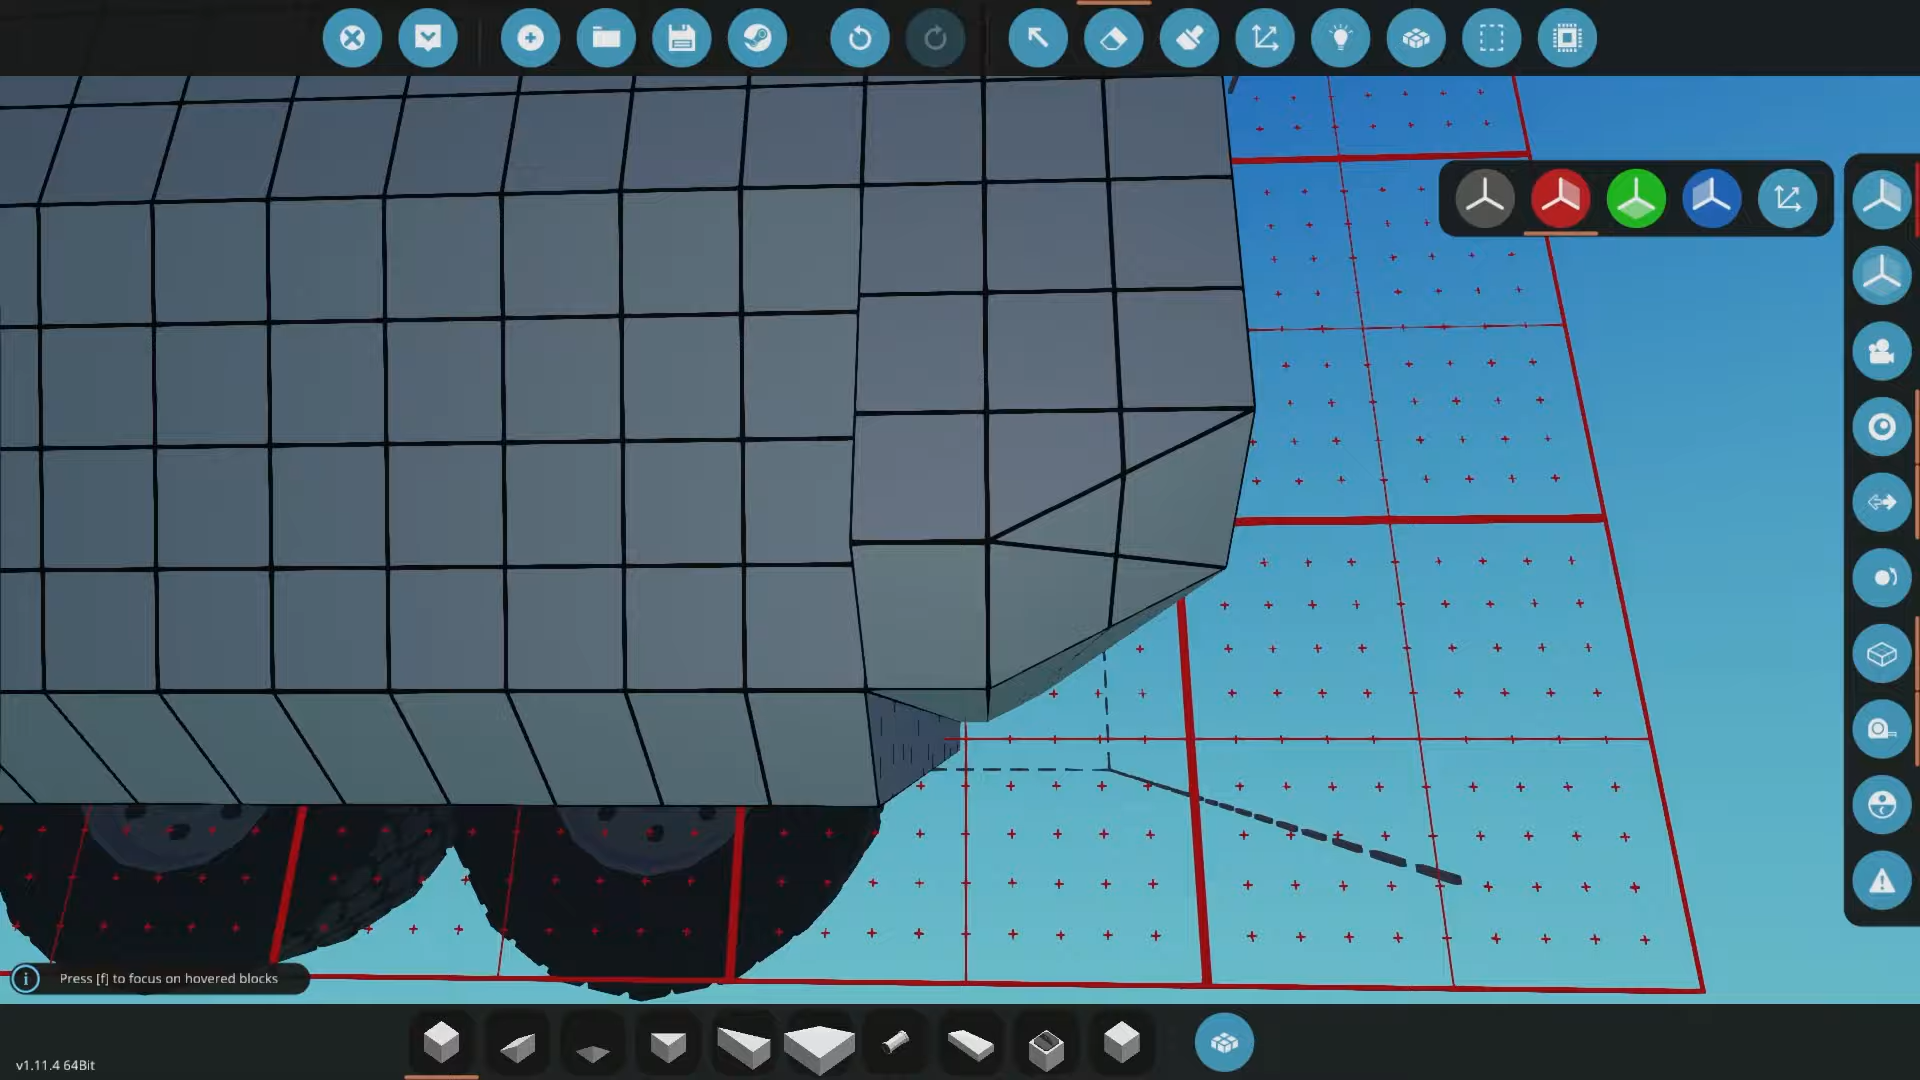 Press [f] to focus on hovered blocks
v1.11.4 64Bit